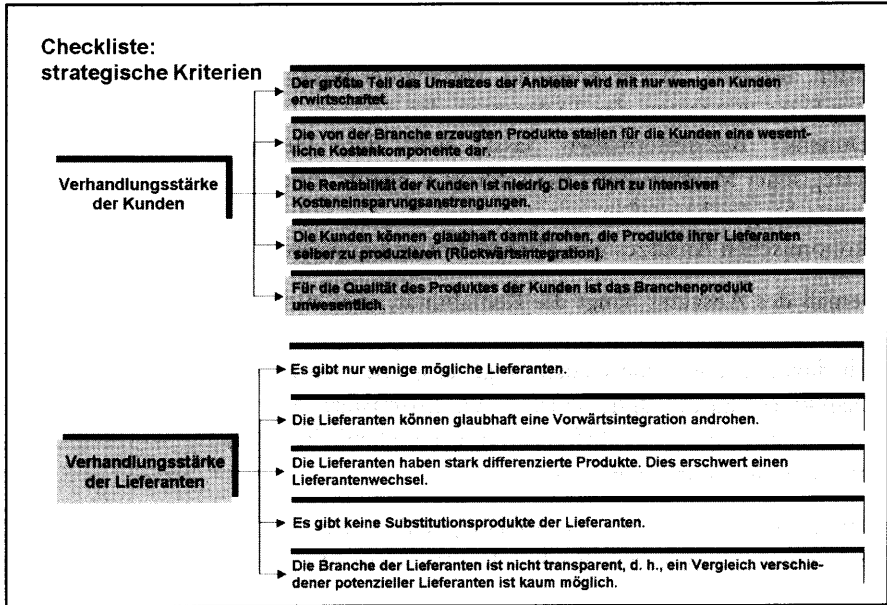 Checkliste:
strategische Kriterien
Verhandlungsstärke
der Kunden
Der größte Teil des Umsatzes der Anbieter wird mit nur wenigen Kunden
erwirtschaftet.
Die von der Branche erzeugten Produkte stellen für die Kunden eine wesent-
liche Kostenkomponente dar.
Die Rentabilität der Kunden ist niedrig. Dies führt zu intensiven
Kosteneinsparungsanstrengungen.
Die Kunden können glaubhaft damit drohen, die Produkte ihrer Lieferanten
selber zu produzieren (Rückwärtsintegration).
Für die Qualität des Produktes der Kunden ist das Branchenprodukt
unwesentlich.
Verhandlungsstärke
der Lieferanten
Es gibt nur wenige mögliche Lieferanten.
Die Lieferanten können glaubhaft eine Vorwärtsintegration androhen.
Die Lieferanten haben stark differenzierte Produkte. Dies erschwert einen
Lieferantenwechsel.
Es gibt keine Substitutionsprodukte der Lieferanten.
Die Branche der Lieferanten ist nicht transparent, d. h., ein Vergleich verschie-
dener potenzieller Lieferanten ist kaum möglich.